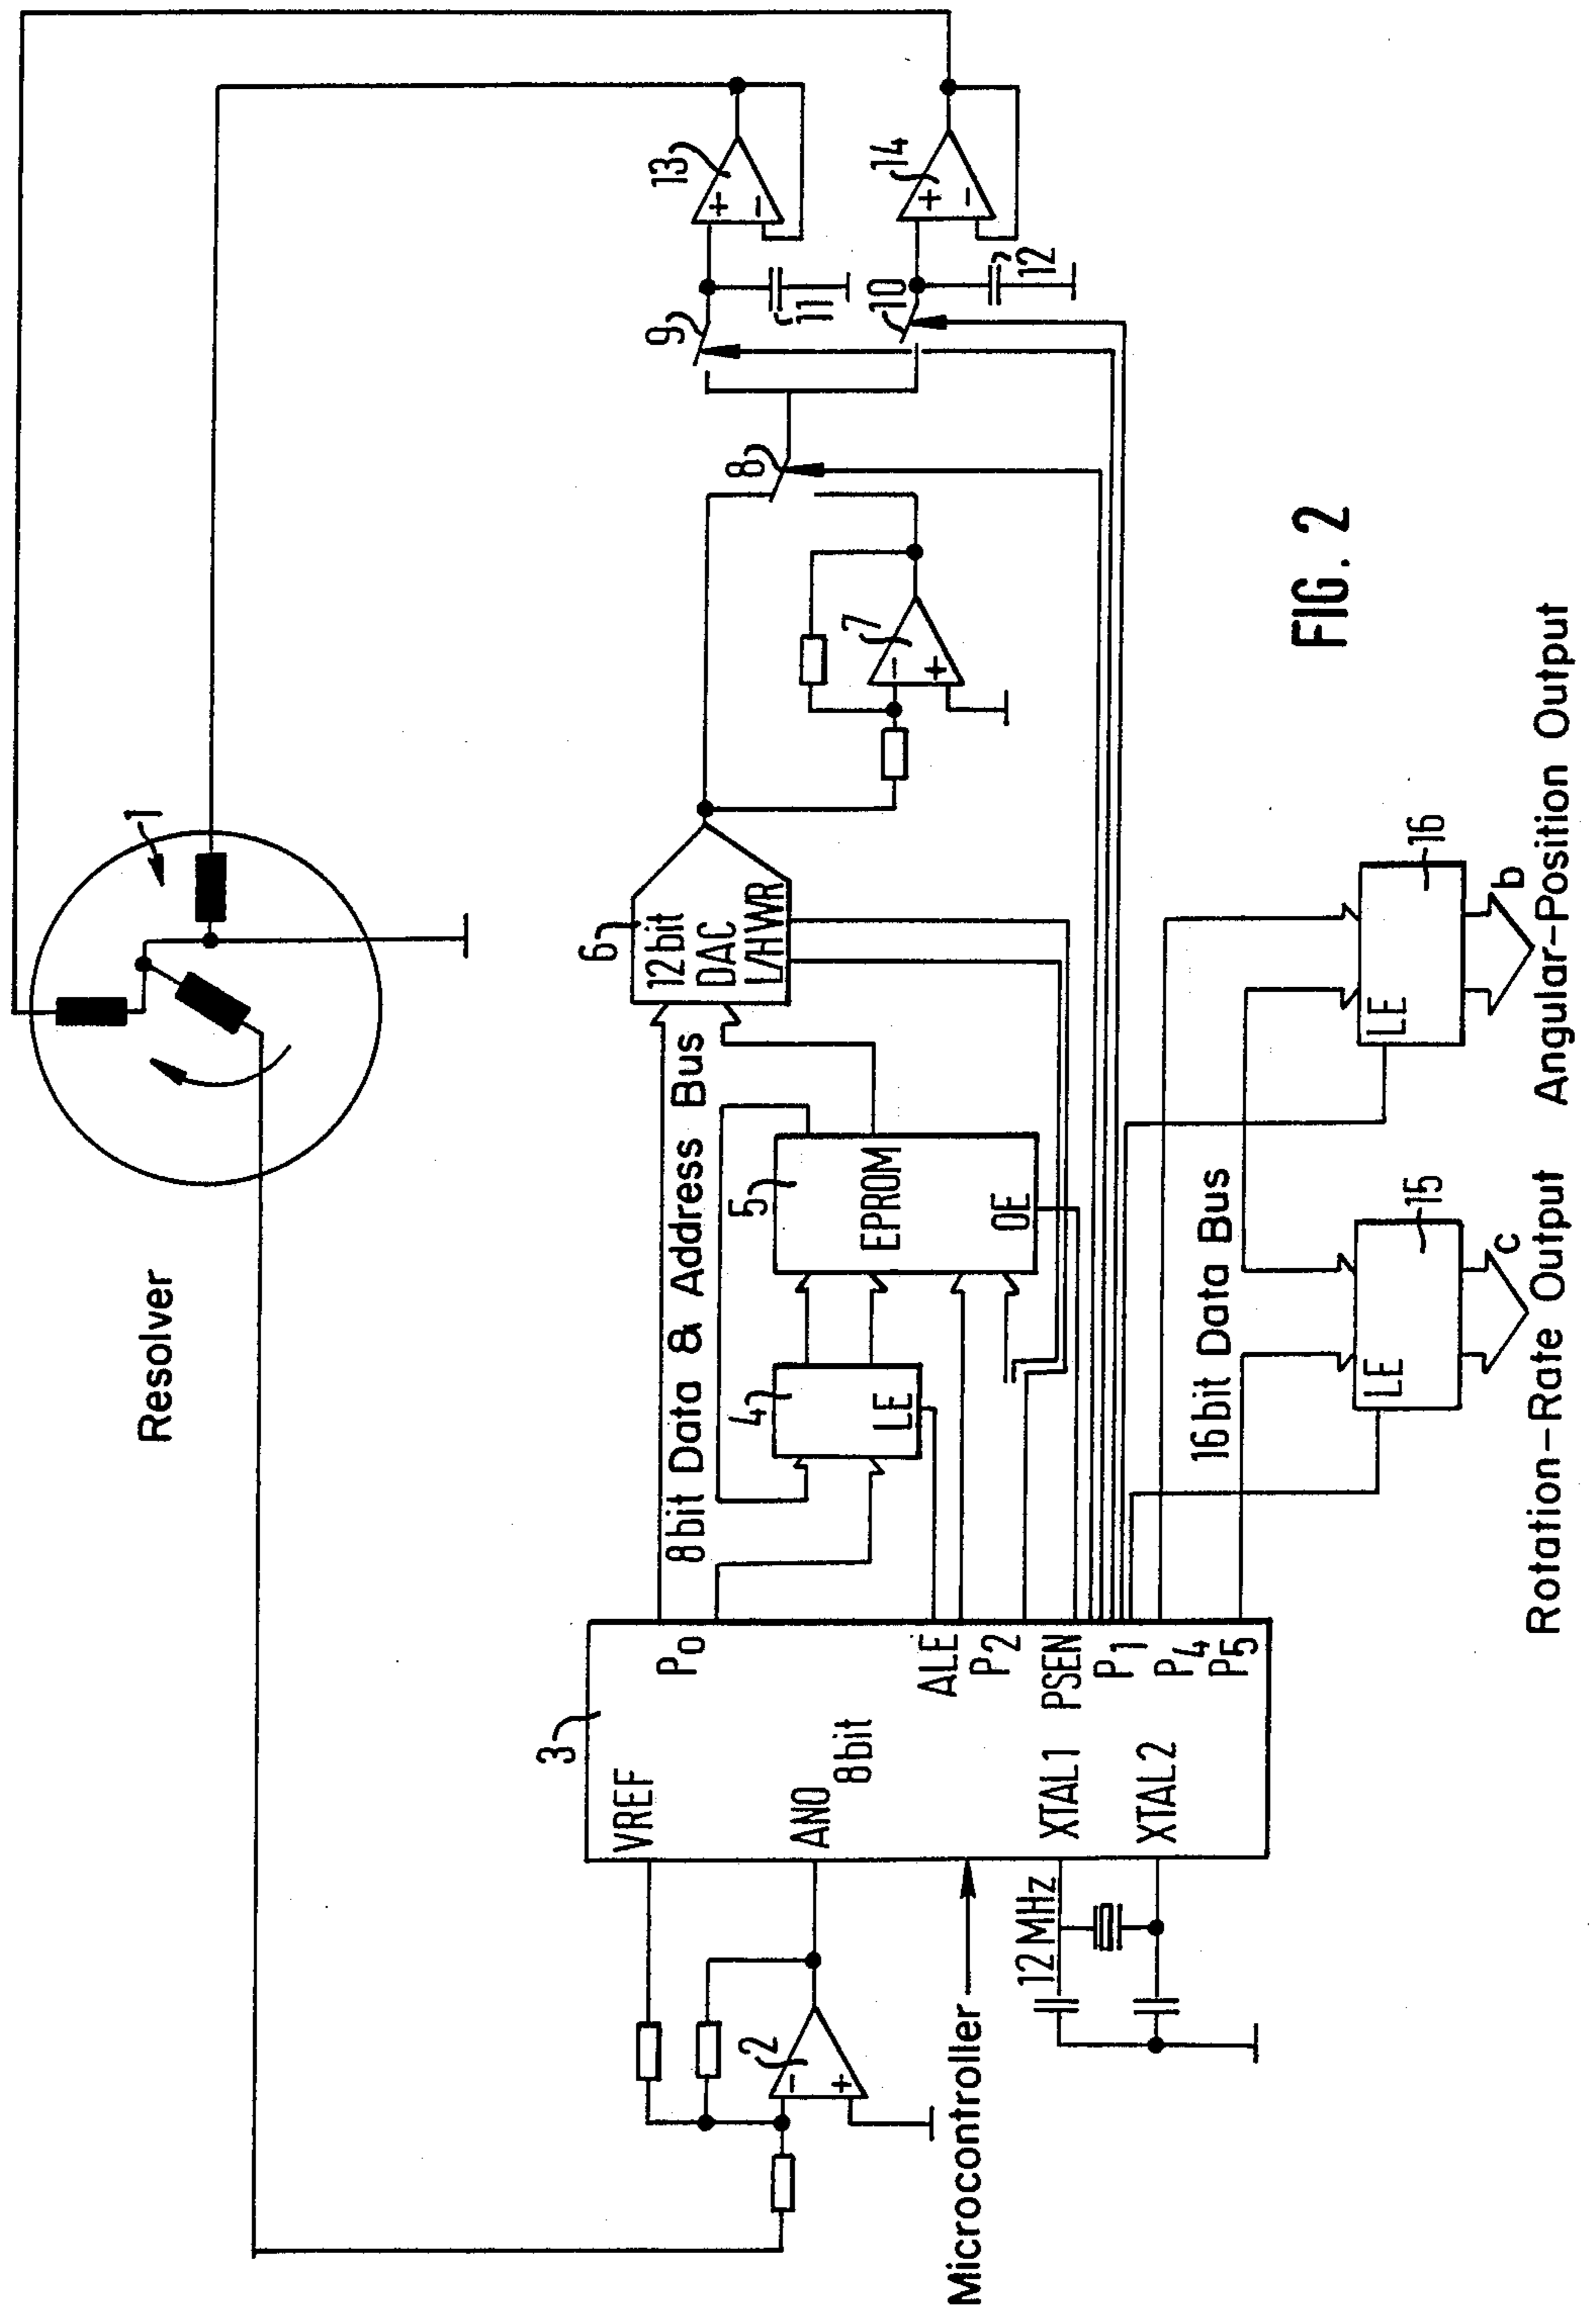 Resolver
1
13
14
9
11
10
12
8
7
6
12bit
DAC
L/HWR
8bit Data & Address Bus
5
EPROM
OE
4
LE
3
VREF
P0
AN0
8bit
ALE
P2
PSEN
P1
P4
P5
XTAL1
XTAL2
12MHz
2
+
−
+
−
−
+
−
+
Microcontroller
16bit Data Bus
LE
15
c
Rotation-Rate Output
LE
16
b
Angular-Position Output
FIG. 2